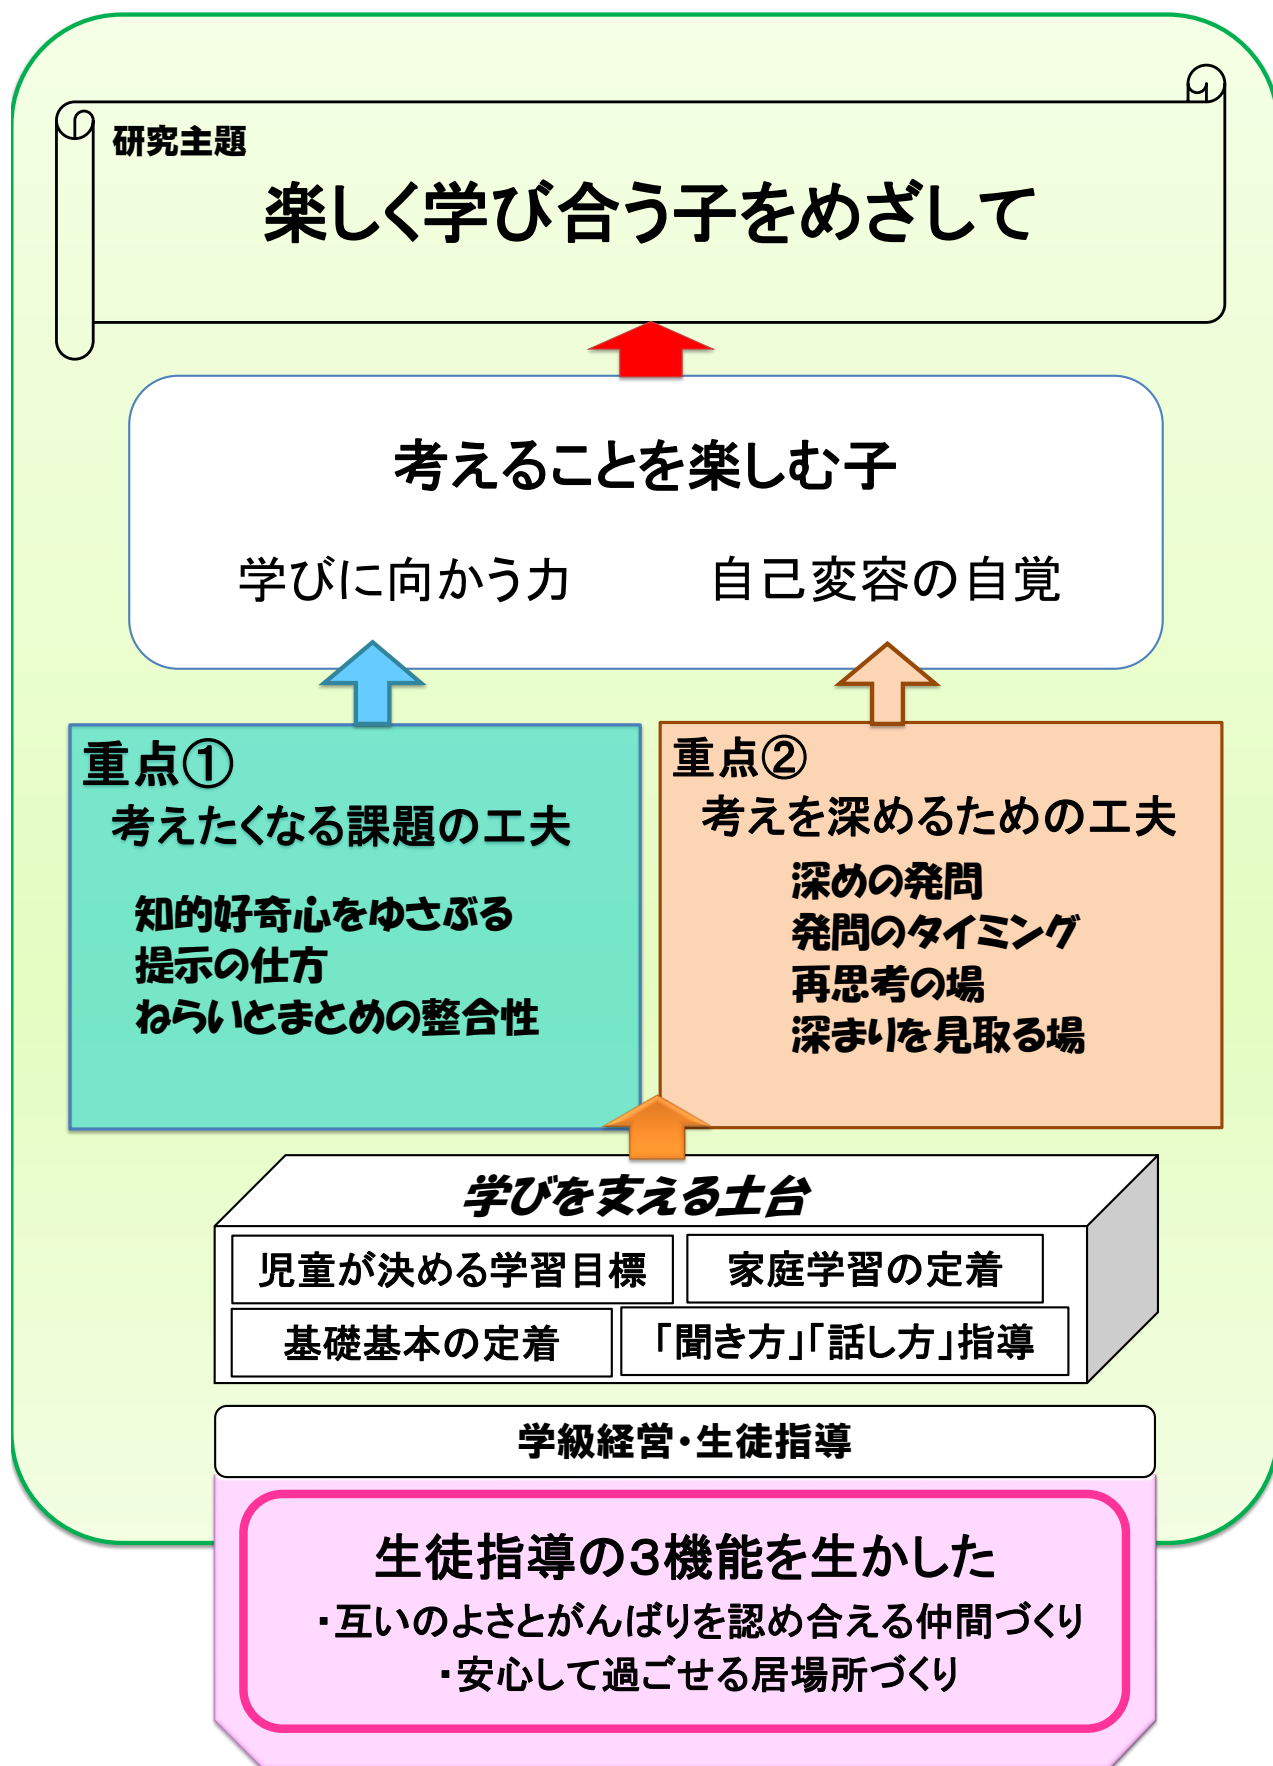 研究主題
楽しく学び合う子をめざして
考えることを楽しむ子
学びに向かう力
自己変容の自覚
重点①
考えたくなる課題の工夫
知的好奇心をゆさぶる
提示の仕方
ねらいとまとめの整合性
重点②
考えを深めるための工夫
深めの発問
発問のタイミング
再思考の場
深まりを見取る場
学びを支える土台
児童が決める学習目標
家庭学習の定着
基礎基本の定着
「聞き方」「話し方」指導
学級経営・生徒指導
生徒指導の３機能を生かした
・互いのよさとがんばりを認め合える仲間づくり
・安心して過ごせる居場所づくり